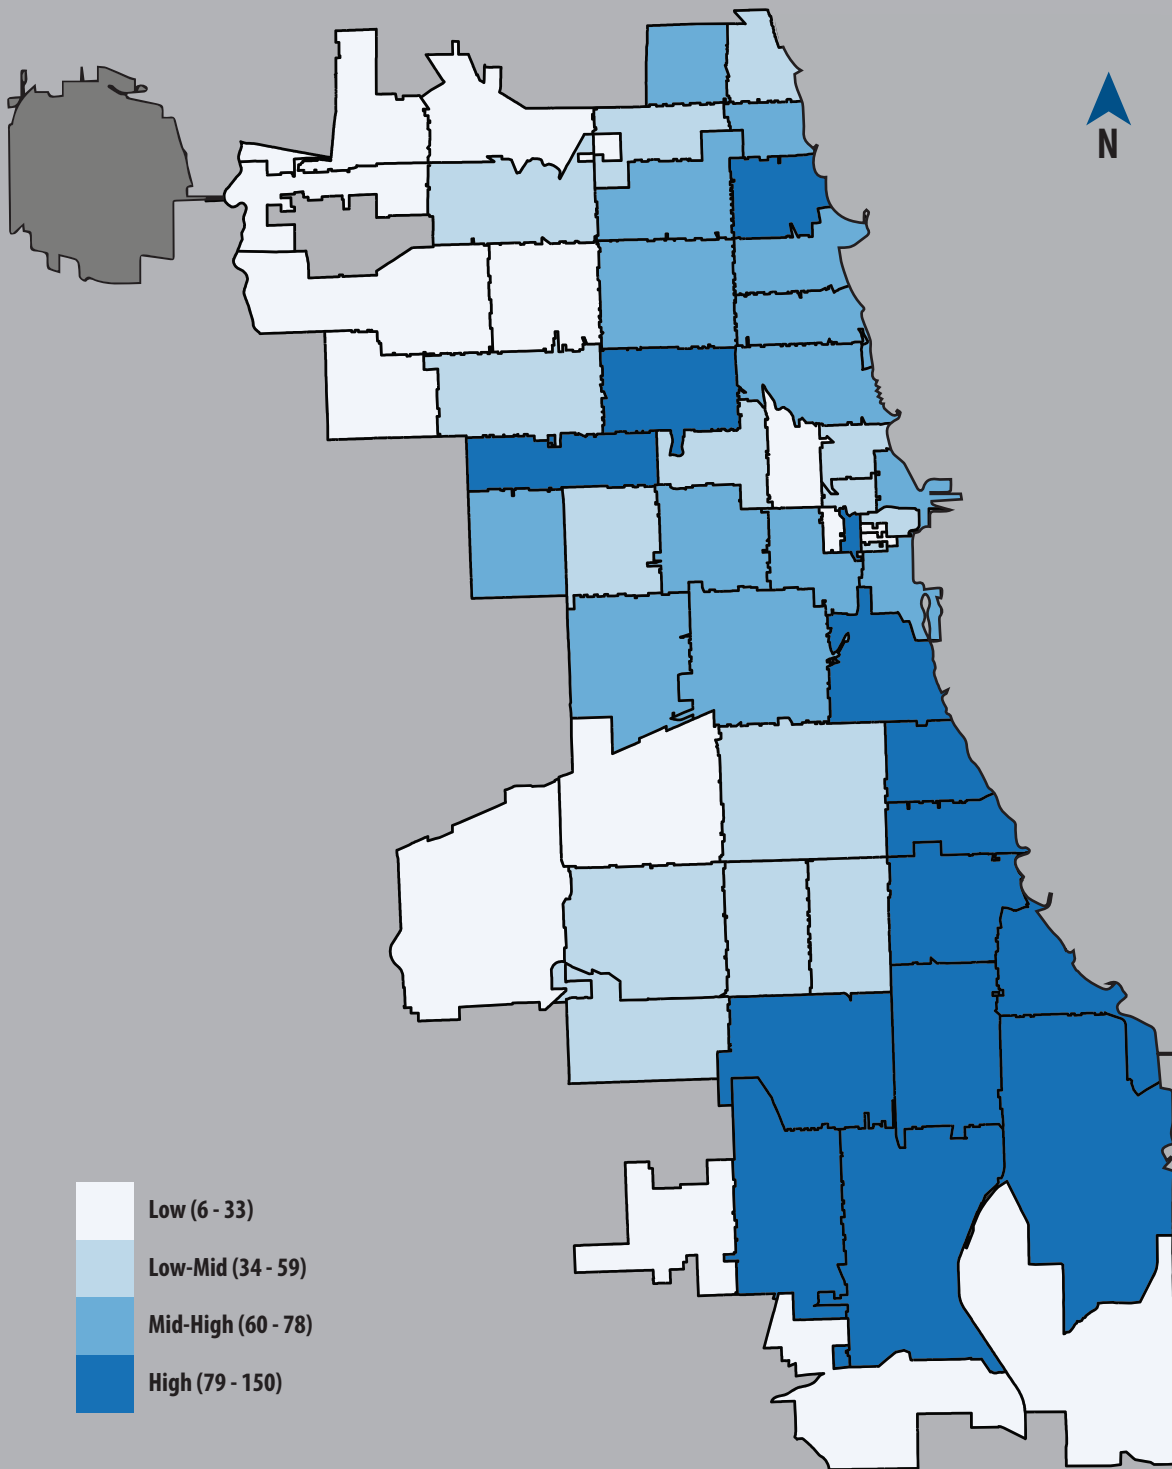 N
Low (6 - 33)
Low-Mid (34 - 59)
Mid-High (60 - 78)
High (79 - 150)